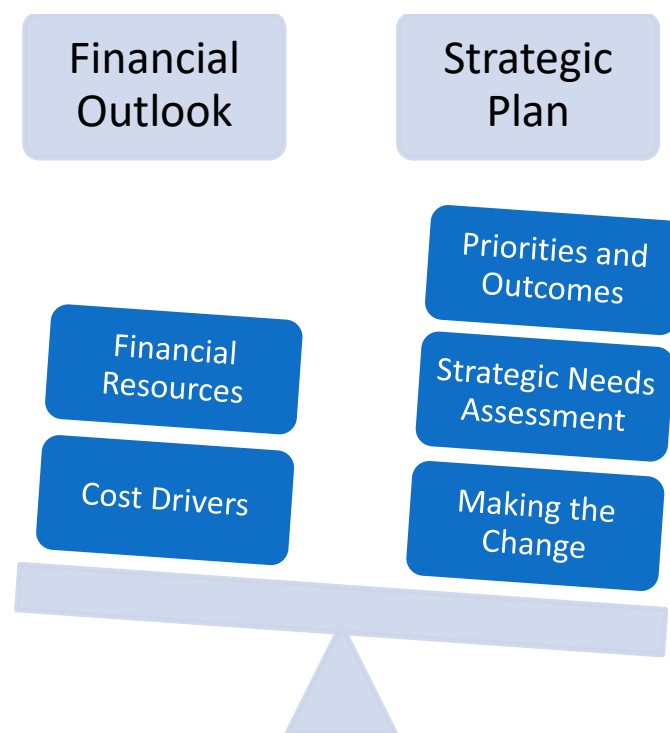 Financial
Outlook
Strategic
Plan
Financial
Resources
Cost Drivers
Priorities and
Outcomes
Strategic Needs
Assessment
Making the
Change